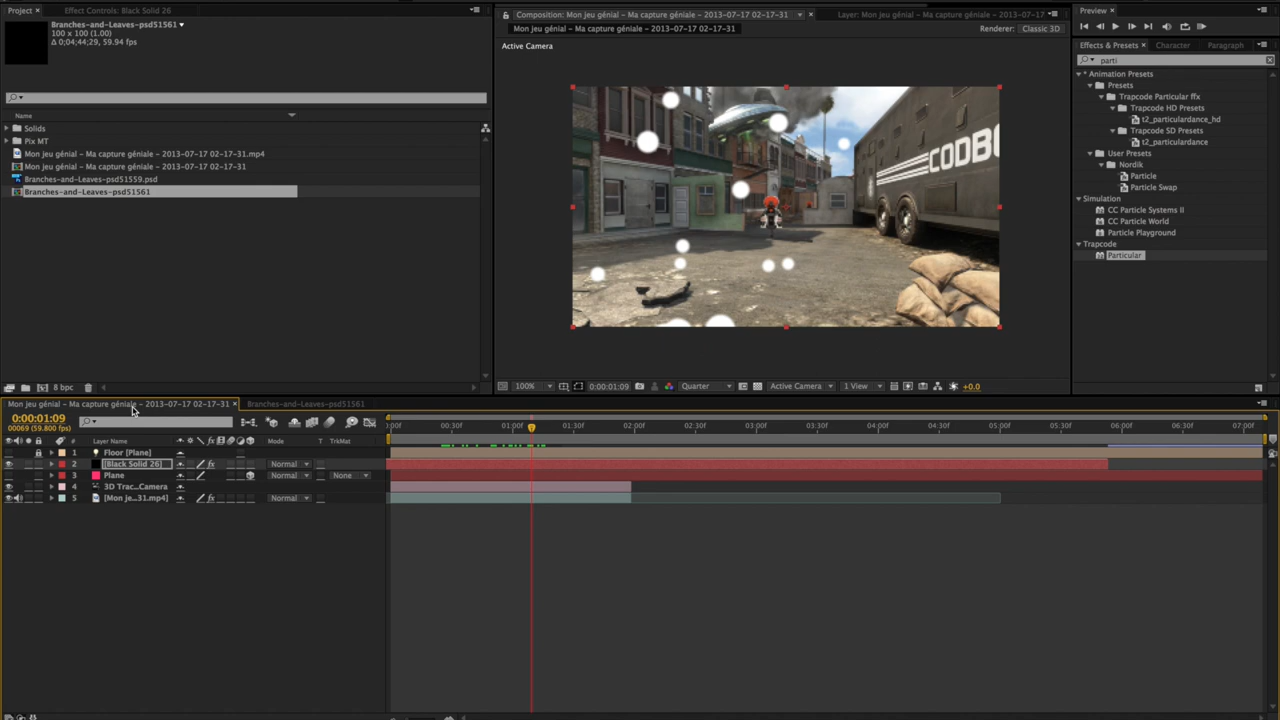 Project
Effect Controls: Black Solid 26
Branches-and-Leaves-psd51561
100 x 100 (1.00)
Δ 0;04;44;29, 59.94 fps
Name
Solids
Pix MT
Mon jeu génial – Ma capture géniale – 2013-07-17 02-17-31.mp4
Mon jeu génial – Ma capture géniale – 2013-07-17 02-17-31
Branches-and-Leaves-psd51559.psd
Branches-and-Leaves-psd51561
8 bpc
Composition: Mon jeu génial – Ma capture géniale – 2013-07-17 02-17-31
Layer: Mon jeu génial – Ma capture géniale – 2013-07-17
Mon jeu génial – Ma capture géniale – 2013-07-17 02-17-31
Renderer: Classic 3D
Active Camera
CODBO
100%
0:00:01:09
Quarter
Active Camera
1 View
+0.0
Preview
Effects & Presets
Character
Paragraph
parti
* Animation Presets
Presets
Trapcode Particular ffx
Trapcode HD Presets
t2_particulardance_hd
Trapcode SD Presets
t2_particulardance
User Presets
Nordik
Particle
Particle Swap
Simulation
CC Particle Systems II
CC Particle World
Particle Playground
Trapcode
Particular
Mon jeu génial – Ma capture géniale – 2013-07-17 02-17-31
Branches-and-Leaves-psd51561
0:00:01:09
00069 (59.800 fps)
Layer Name
Mode
T
TrkMat
:00f
00:30f
01:00f
01:30f
02:00f
02:30f
03:00f
03:30f
04:00f
04:30f
05:00f
05:30f
06:00f
06:30f
07:00f
1 Floor [Plane]
2 [Black Solid 26] Normal
3 Plane Normal None
4 3D Trac...Camera
5 [Mon je...31.mp4] Normal